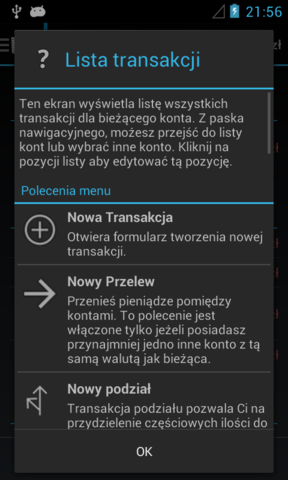 21:56
zł
? Lista transakcji
Ten ekran wyświetla listę wszystkich
transakcji dla bieżącego konta. Z paska
nawigacyjnego, możesz przejść do listy
kont lub wybrać inne konto. Kliknij na
pozycji listy aby edytować tą pozycję.
Polecenia menu
Nowa Transakcja
Otwiera formularz tworzenia nowej
transakcji.
Nowy Przelew
Przenieś pieniądze pomiędzy
kontami. To polecenie jest
włączone tylko jeżeli posiadasz
przynajmniej jedno inne konto z tą
samą walutą jak bieżąca.
Nowy podział
Transakcja podziału pozwala Ci na
przydzielenie częściowych ilości do
OK